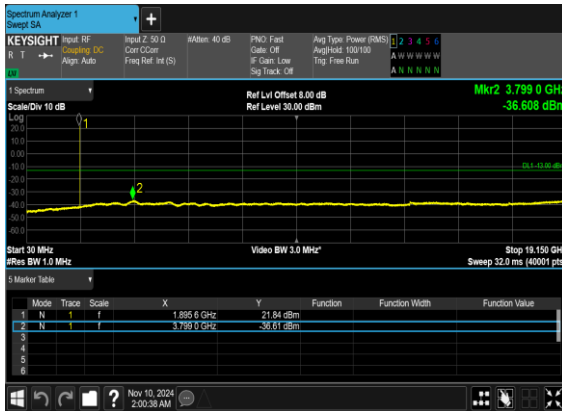 Spectrum Analyzer 1
Swept SA
+
KEYSIGHT
R T
LXI
Input: RF
Coupling: DC
Align: Auto
Input Z: 50 Ω
Corr CCorr
Freq Ref: Int (S)
#Atten: 40 dB
PNO: Fast
Gate: Off
IF Gain: Low
Sig Track: Off
Avg Type: Power (RMS)
Avg|Hold: 100/100
Trig: Free Run
1 2 3 4 5 6
A W W W W W
A N N N N N
1 Spectrum
Scale/Div 10 dB
Ref Lvl Offset 8.00 dB
Ref Level 30.00 dBm
Mkr2 3.799 0 GHz
-36.608 dBm
Log
20.0
10.0
0.00
-10.0
-20.0
-30.0
-40.0
-50.0
-60.0
1
2
DL1 -13.00 dBm
Start 30 MHz
#Res BW 1.0 MHz
Video BW 3.0 MHz*
Stop 19.150 GH
Sweep 32.0 ms (40001 pts
5 Marker Table
Mode Trace Scale X Y Function Function Width Function Value
1 N 1 f 1.895 6 GHz 21.84 dBm
2 N 1 f 3.799 0 GHz -36.61 dBm
3
4
5
6
?
Nov 10, 2024
2:00:38 AM